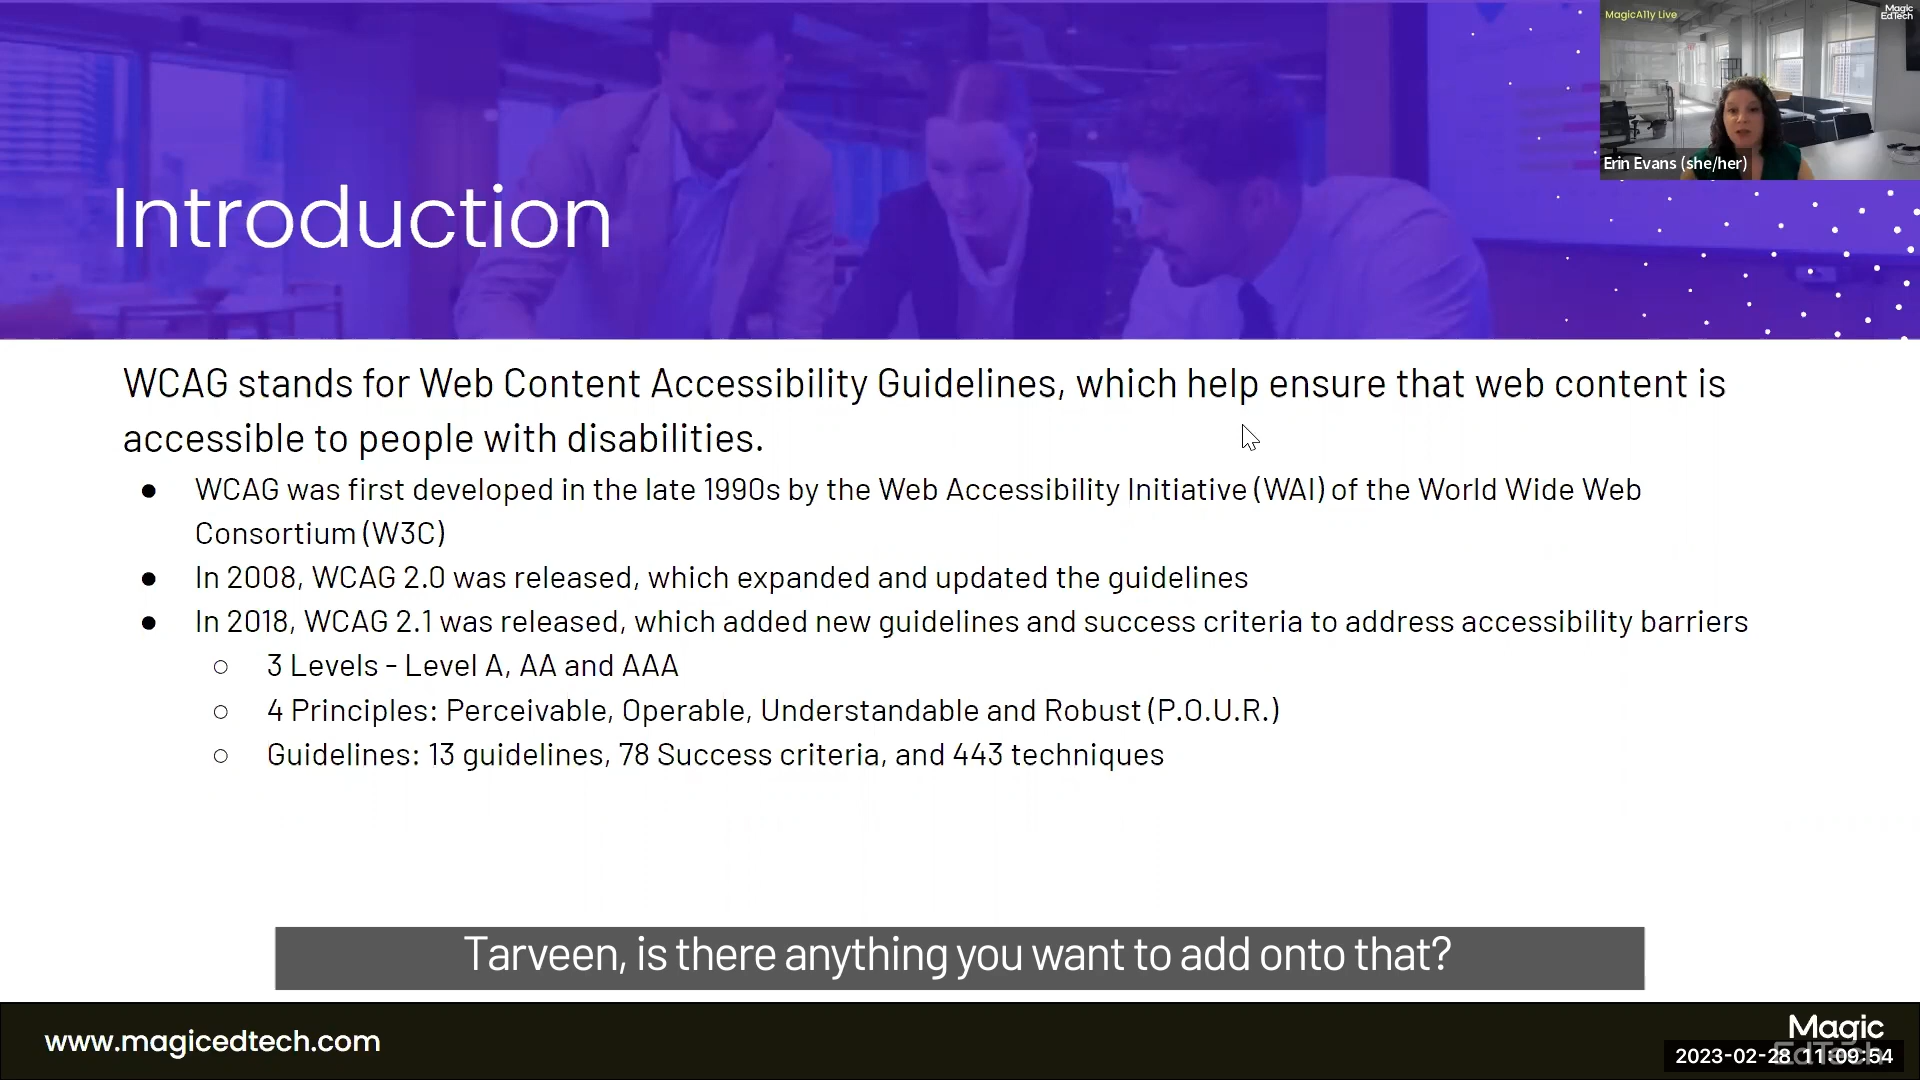 MagicA11y Live
Magic
EdTech
Erin Evans (she/her)
Introduction
WCAG stands for Web Content Accessibility Guidelines, which help ensure that web content is
accessible to people with disabilities.
● WCAG was first developed in the late 1990s by the Web Accessibility Initiative (WAI) of the World Wide Web
Consortium (W3C)
● In 2008, WCAG 2.0 was released, which expanded and updated the guidelines
● In 2018, WCAG 2.1 was released, which added new guidelines and success criteria to address accessibility barriers
○ 3 Levels - Level A, AA and AAA
○ 4 Principles: Perceivable, Operable, Understandable and Robust (P.O.U.R.)
○ Guidelines: 13 guidelines, 78 Success criteria, and 443 techniques
Tarveen, is there anything you want to add onto that?
www.magicedtech.com
Magic
EdTech
2023-02-28 11:09:54